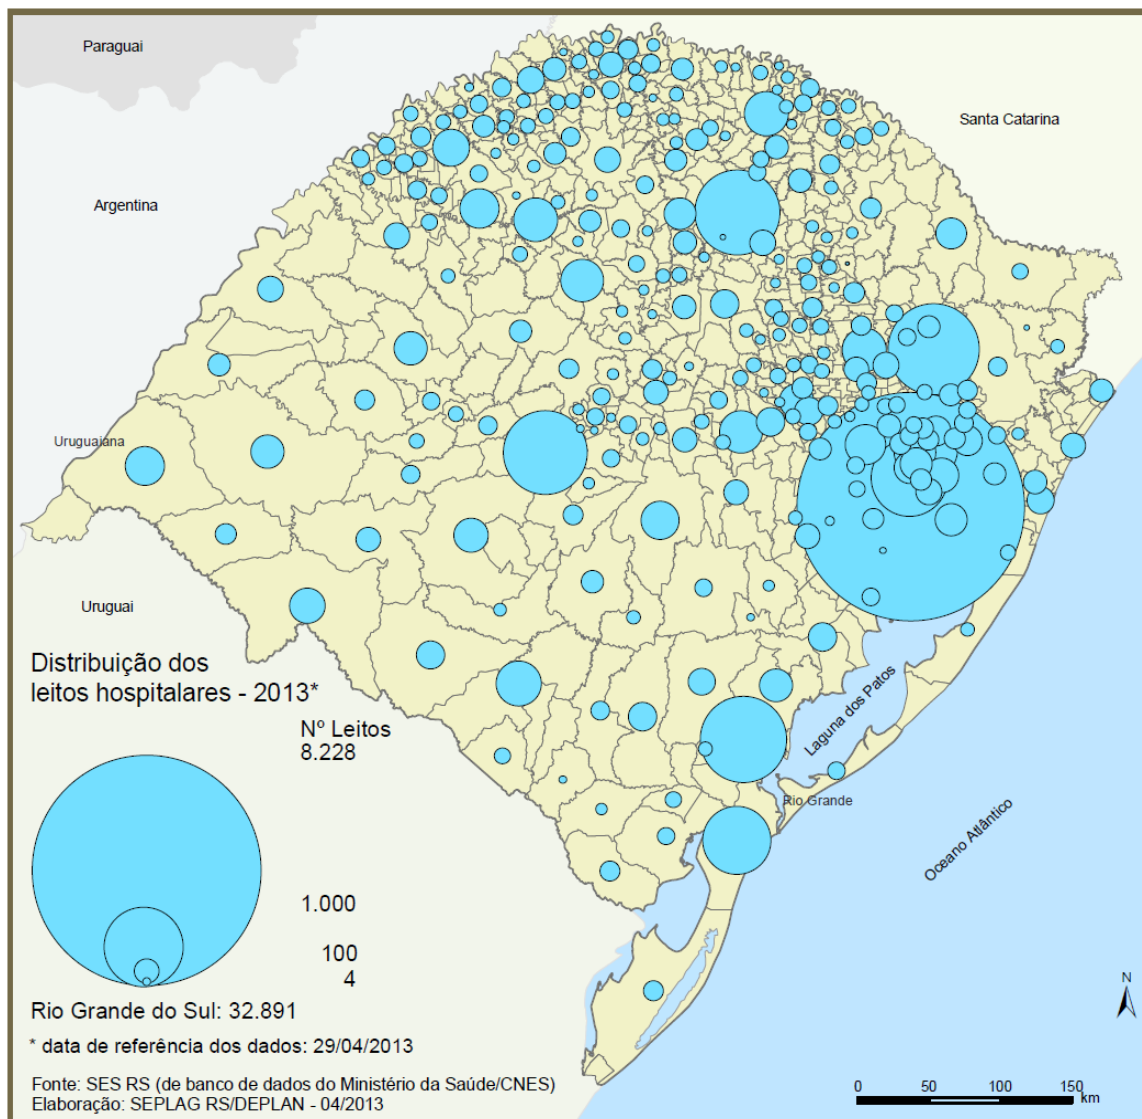 Paraguai
Santa Catarina
Argentina
Uruguaiana
Uruguai
Distribuição dos
leitos hospitalares - 2013*
Nº Leitos
8.228
1.000
100
4
Rio Grande do Sul: 32.891
* data de referência dos dados: 29/04/2013
Fonte: SES RS (de banco de dados do Ministério da Saúde/CNES)
Elaboração: SEPLAG RS/DEPLAN - 04/2013
Laguna dos Patos
Rio Grande
Oceano Atlântico
N
0 50 100 150
km